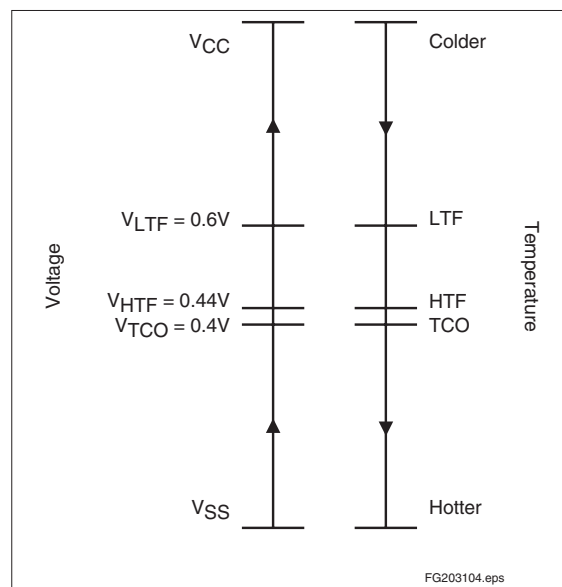 VCC
Colder
VLTF = 0.6V
LTF
Voltage
Temperature
VHTF = 0.44V
HTF
VTCO = 0.4V
TCO
VSS
Hotter
FG203104.eps